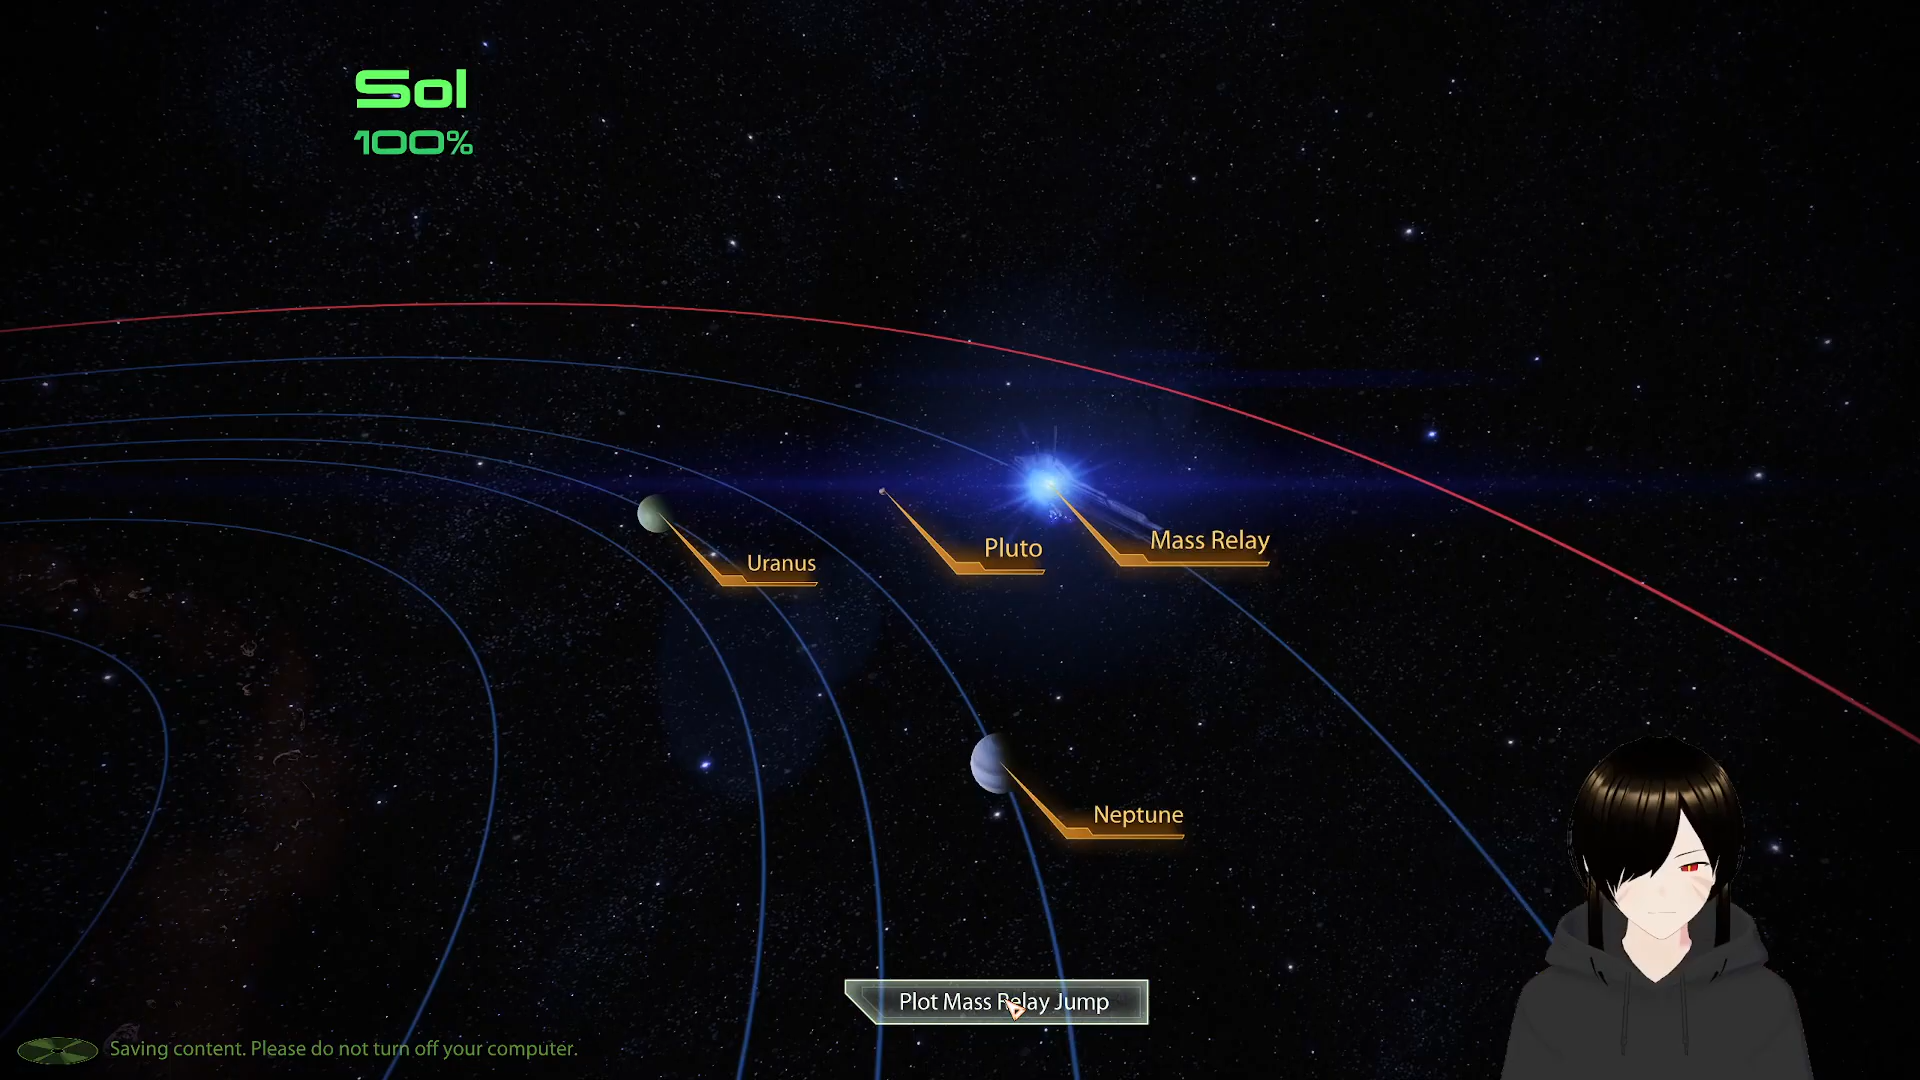 Sol
100%
Mass Relay
Pluto
Uranus
Neptune
Plot Mass Relay Jump
Saving content. Please do not turn off your computer.